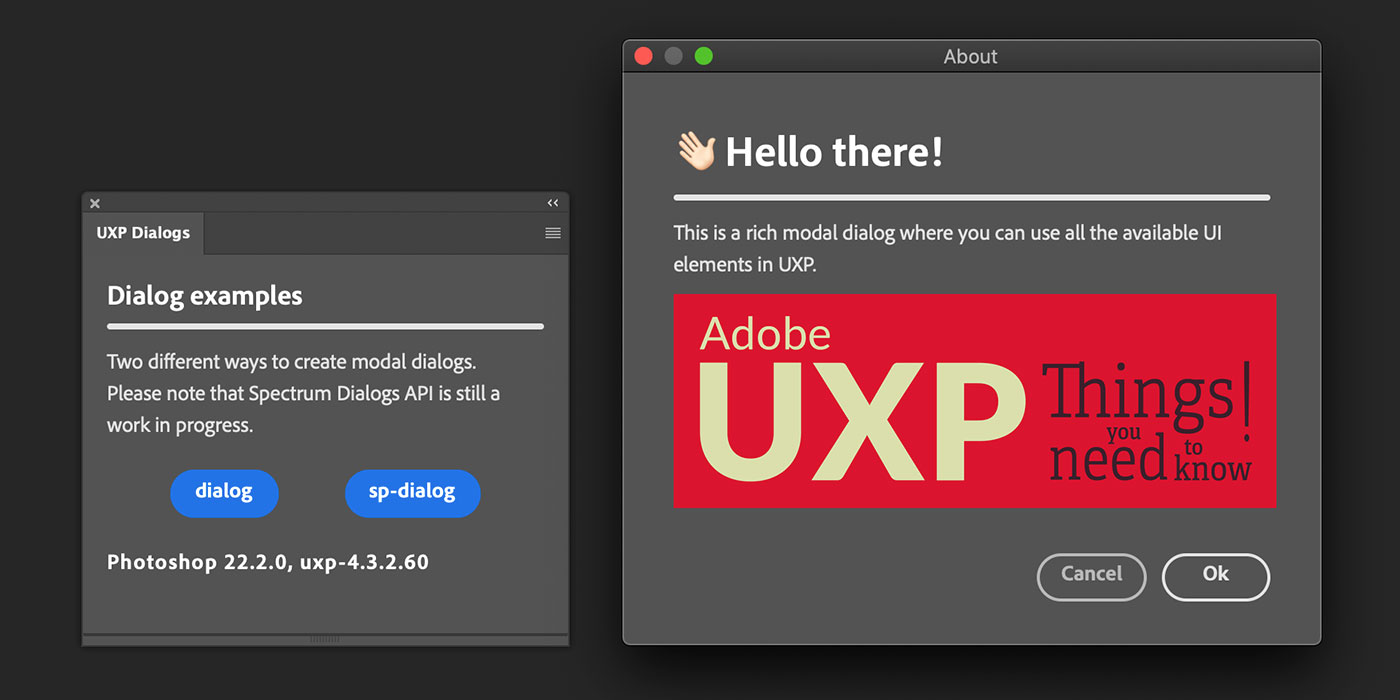 UXP Dialogs
Dialog examples
Two different ways to create modal dialogs.
Please note that Spectrum Dialogs API is still a
work in progress.
dialog
sp-dialog
Photoshop 22.2.0, uxp-4.3.2.60
About
👋🏻 Hello there!
This is a rich modal dialog where you can use all the available UI
elements in UXP.
Adobe
UXP
Things!
you
need to know
Cancel
Ok